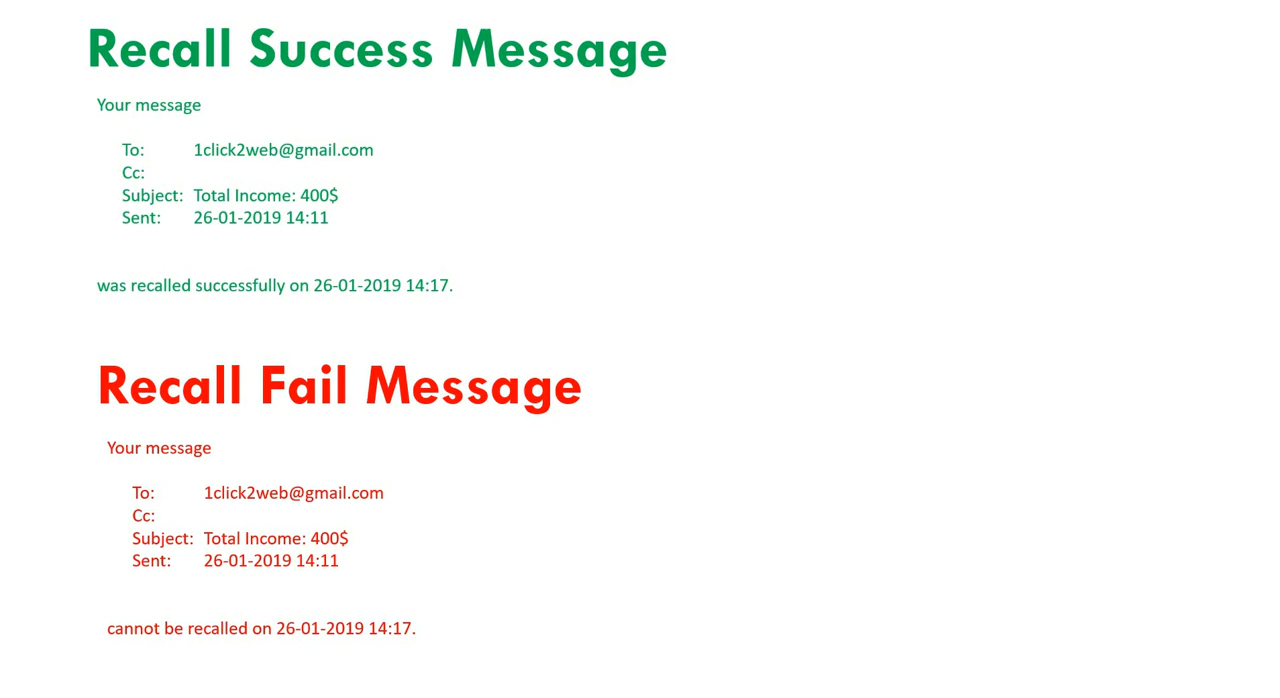 Recall Success Message
Your message
To: 1click2web@gmail.com
Cc:
Subject: Total Income: 400$
Sent: 26-01-2019 14:11
was recalled successfully on 26-01-2019 14:17.
Recall Fail Message
Your message
To: 1click2web@gmail.com
Cc:
Subject: Total Income: 400$
Sent: 26-01-2019 14:11
cannot be recalled on 26-01-2019 14:17.